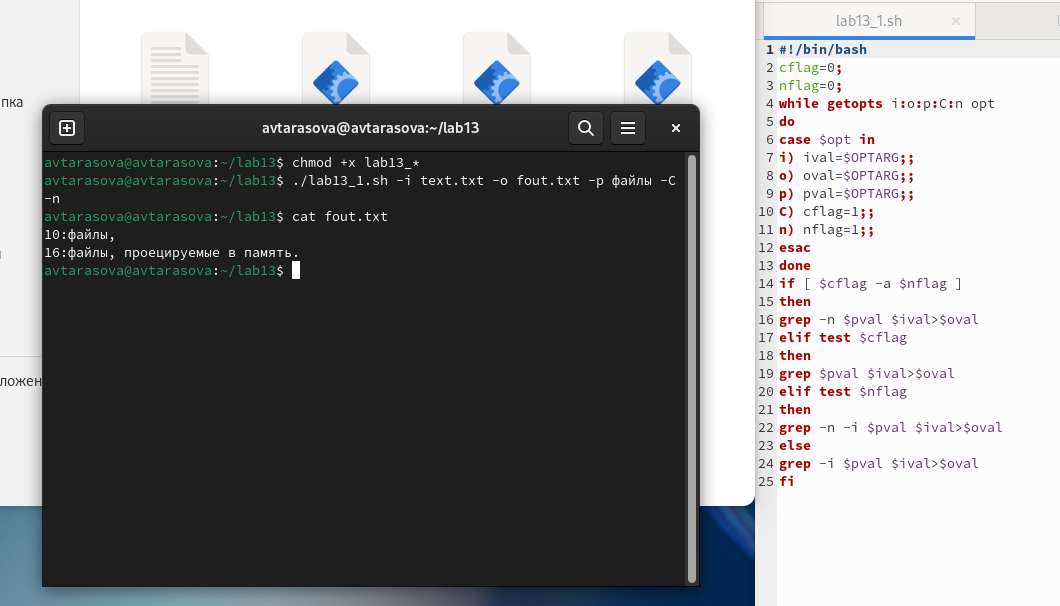 пка
ложен
avtarasova@avtarasova:~/lab13
avtarasova@avtarasova:~/lab13$ chmod +x lab13_*
avtarasova@avtarasova:~/lab13$ ./lab13_1.sh -i text.txt -o fout.txt -p файлы -C
-n
avtarasova@avtarasova:~/lab13$ cat fout.txt
10:файлы,
16:файлы, проецируемые в память.
avtarasova@avtarasova:~/lab13$
lab13_1.sh ×
1 #!/bin/bash
2 cflag=0;
3 nflag=0;
4 while getopts i:o:p:C:n opt
5 do
6 case $opt in
7 i) ival=$OPTARG;;
8 o) oval=$OPTARG;;
9 p) pval=$OPTARG;;
10 C) cflag=1;;
11 n) nflag=1;;
12 esac
13 done
14 if [ $cflag -a $nflag ]
15 then
16 grep -n $pval $ival>$oval
17 elif test $cflag
18 then
19 grep $pval $ival>$oval
20 elif test $nflag
21 then
22 grep -n -i $pval $ival>$oval
23 else
24 grep -i $pval $ival>$oval
25 fi